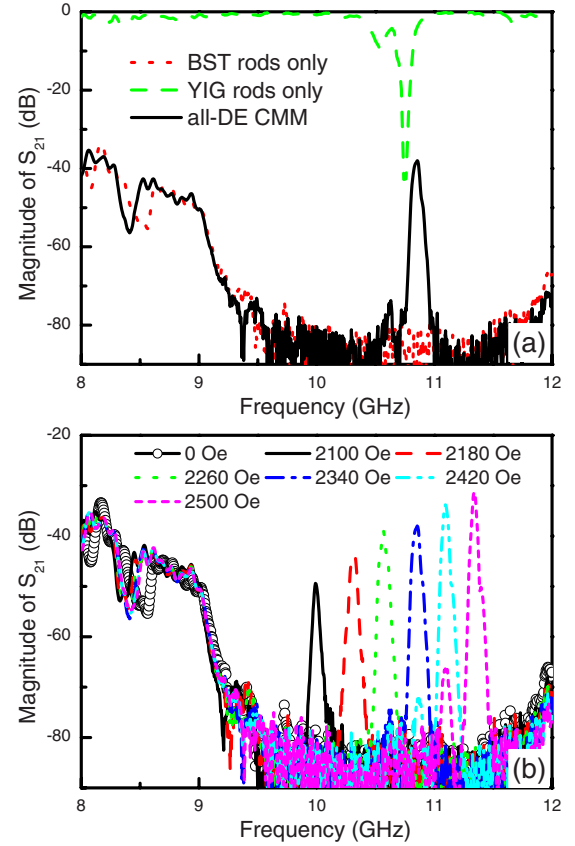 0
-20
-40
-60
-80
Magnitude of S21 (dB)
BST rods only
YIG rods only
all-DE CMM
(a)
8 9 10 11 12
Frequency (GHz)
-20
-40
-60
-80
Magnitude of S21 (dB)
0 Oe 2100 Oe 2180 Oe
2260 Oe 2340 Oe 2420 Oe
2500 Oe
(b)
8 9 10 11 12
Frequency (GHz)